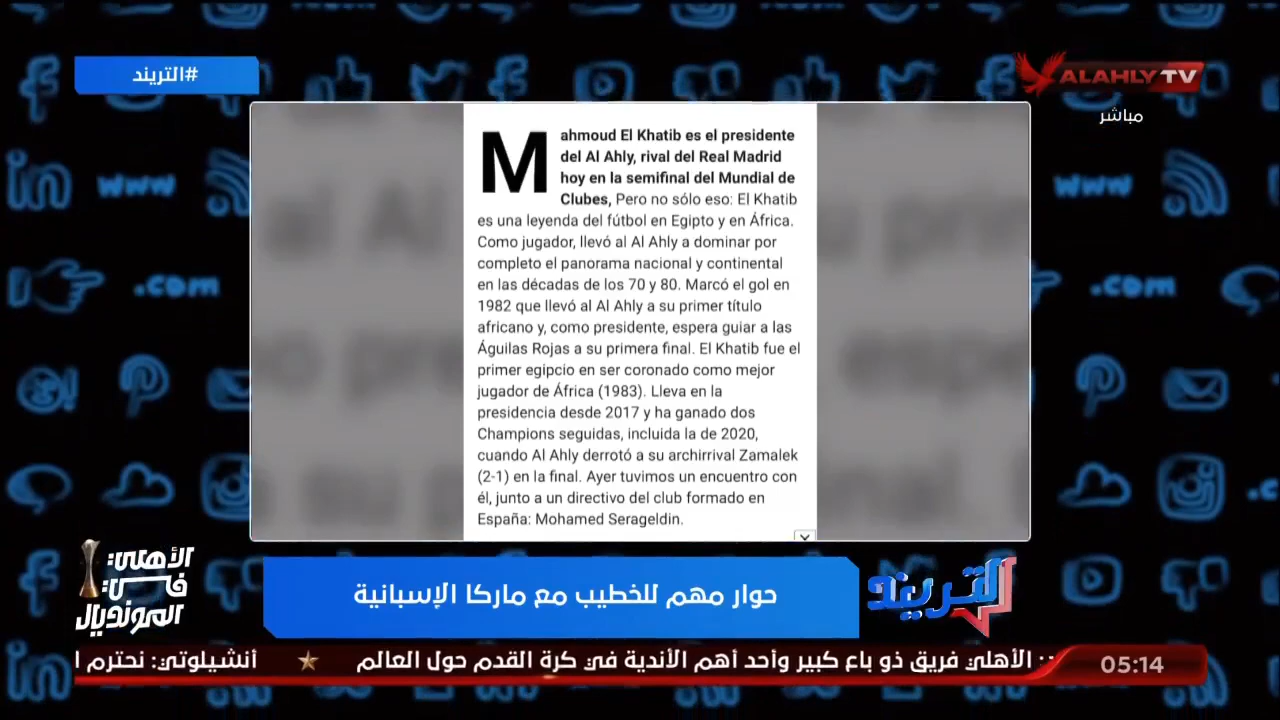 #التريند
ALAHLY TV
مباشر
Mahmoud El Khatib es el presidente
del Al Ahly, rival del Real Madrid
hoy en la semifinal del Mundial de
Clubes, Pero no sólo eso: El Khatib
es una leyenda del fútbol en Egipto y en África.
Como jugador, llevó al Al Ahly a dominar por
completo el panorama nacional y continental
en las décadas de los 70 y 80. Marcó el gol en
1982 que llevó al Al Ahly a su primer título
africano y, como presidente, espera guiar a las
Águilas Rojas a su primera final. El Khatib fue el
primer egipcio en ser coronado como mejor
jugador de África (1983). Lleva en la
presidencia desde 2017 y ha ganado dos
Champions seguidas, incluida la de 2020,
cuando Al Ahly derrotó a su archirrival Zamalek
(2-1) en la final. Ayer tuvimos un encuentro con
él, junto a un directivo del club formado en
España: Mohamed Serageldin.
الأهلي:
في:
المونديال
حوار مهم للخطيب مع ماركا الإسبانية
التريند
: الأهلي فريق ذو باع كبير وأحد أهم الأندية في كرة القدم حول العالم ★ أنشيلوتي: نحترم ا
05:14
www
.com
www
.com